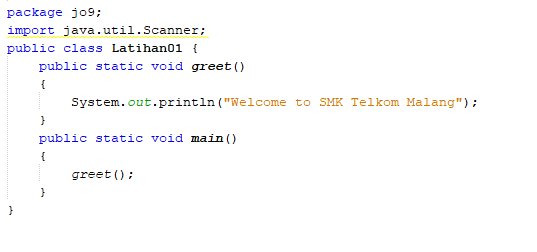 package jo9;
import java.util.Scanner;
public class Latihan01 {
public static void greet()
{
System.out.println("Welcome to SMK Telkom Malang");
}
public static void main()
{
greet();
}
}